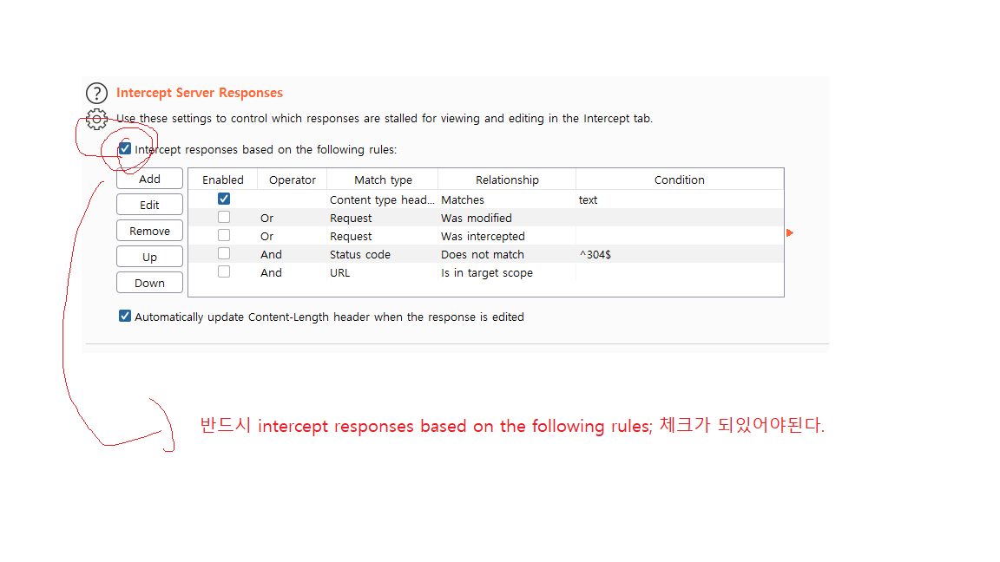 Intercept Server Responses
Use these settings to control which responses are stalled for viewing and editing in the Intercept tab.
Intercept responses based on the following rules:
Add
Edit
Remove
Up
Down
Enabled Operator Match type Relationship Condition
Content type head... Matches text
Or Request Was modified
Or Request Was intercepted
And Status code Does not match ^304$
And URL Is in target scope
Automatically update Content-Length header when the response is edited
반드시 intercept responses based on the following rules; 체크가 되있어야된다.